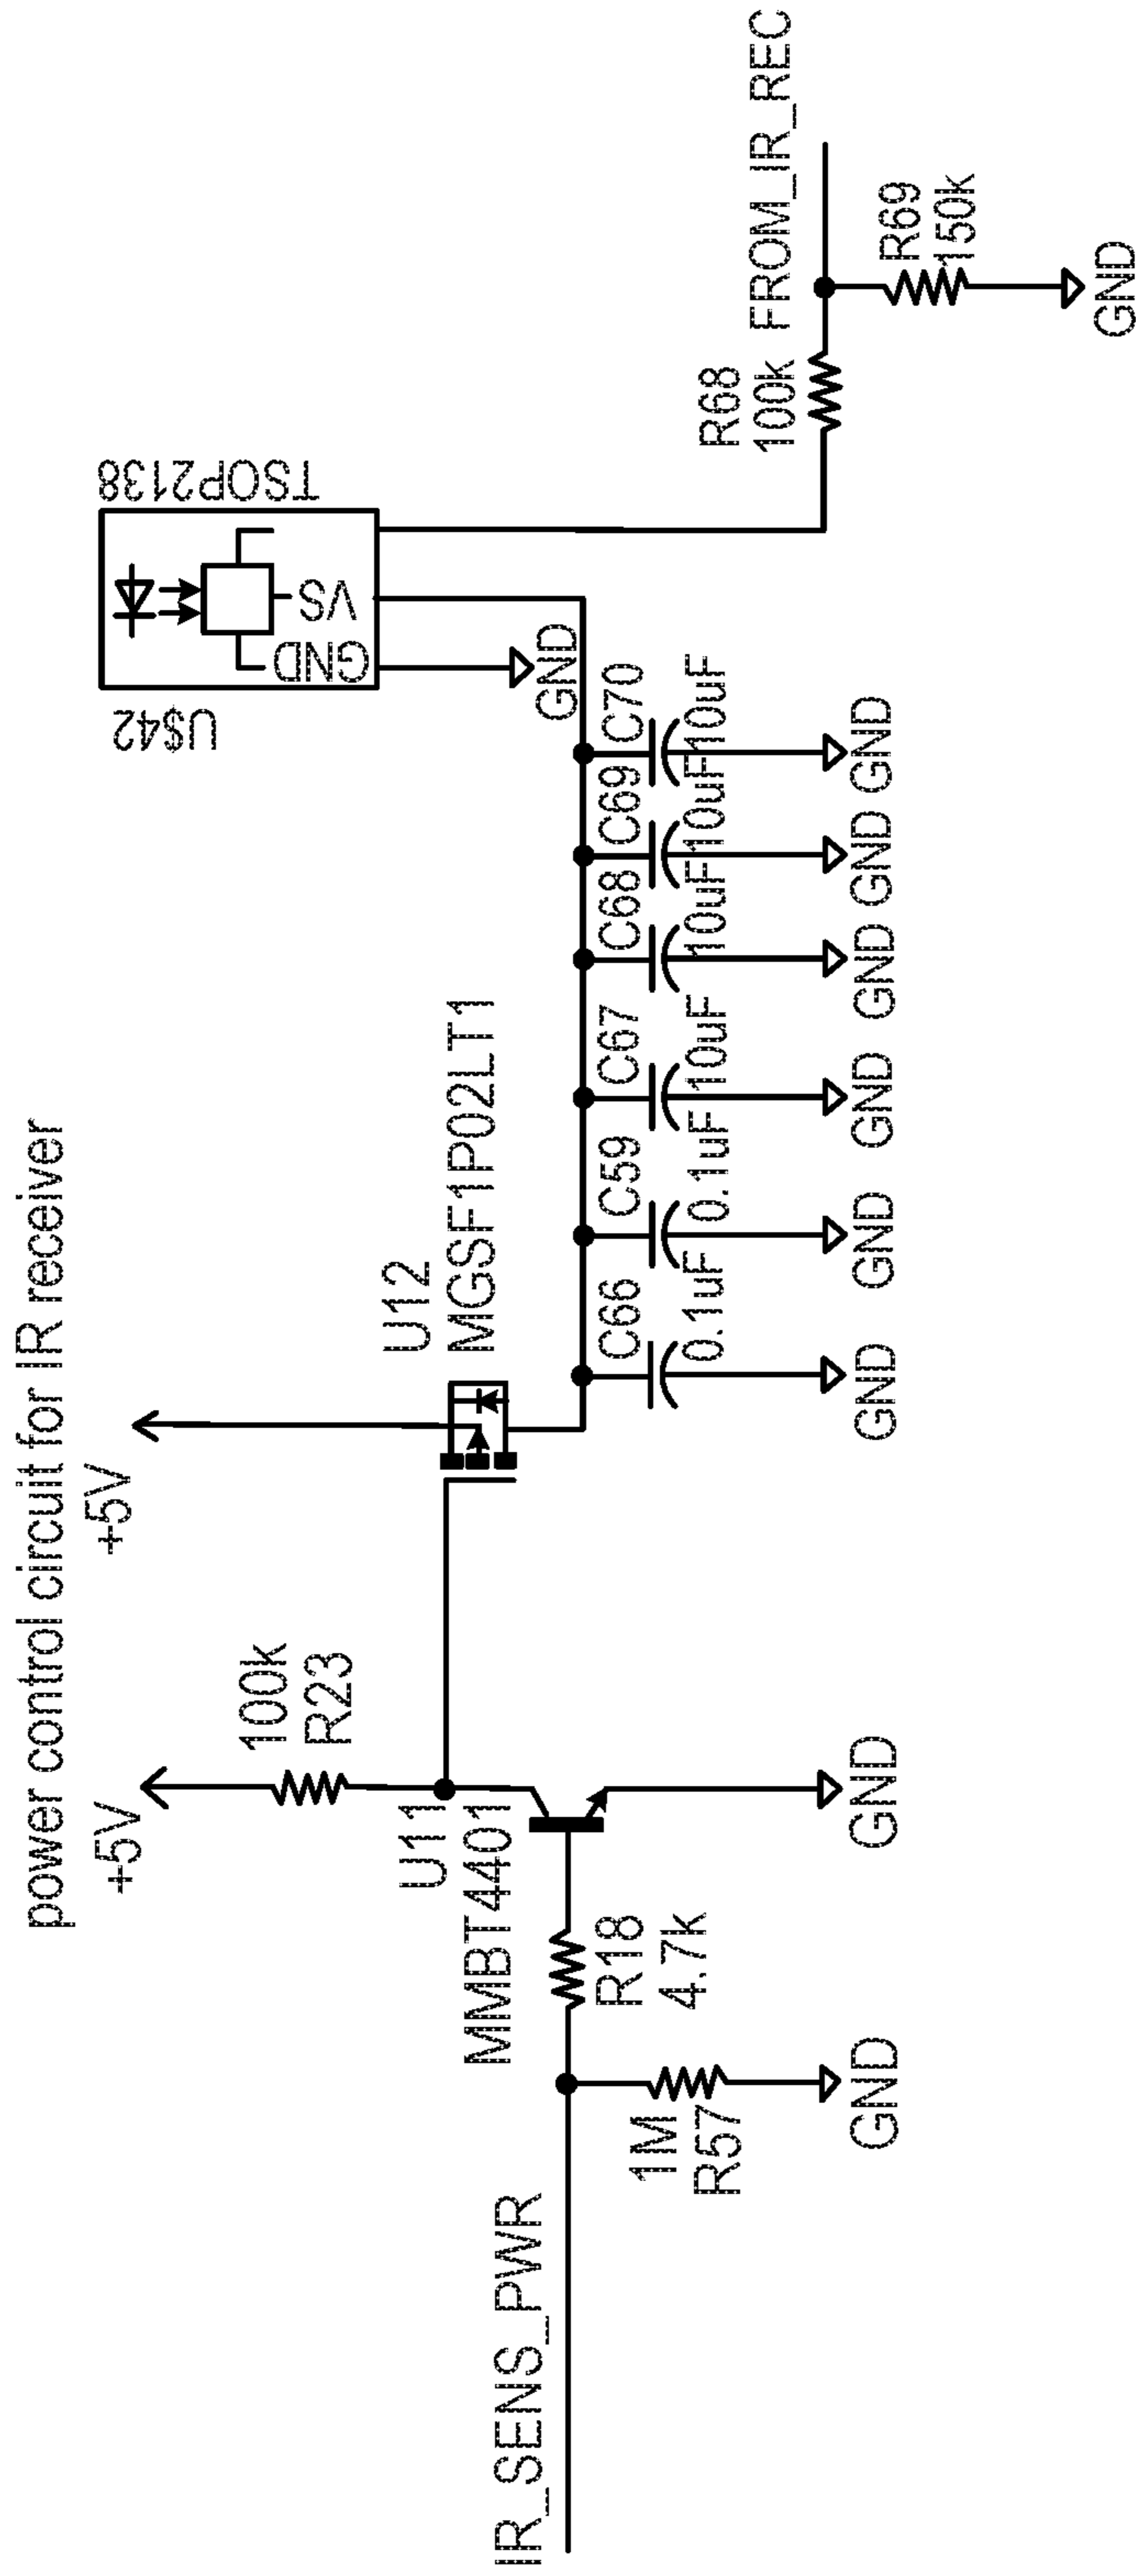 power control circuit for IR receiver
+5V
+5V
100k
R23
U12
MGSF1P02LT1
U$42
TSOP2138
GND
VS
GND
U11
MMBT4401
IR_SENS_PWR
R18
4.7k
1M
R57
GND
GND
C66
0.1uF
GND
C59
0.1uF
GND
C67
10uF
GND
C68
10uF
GND
C69
10uF
GND
C70
10uF
GND
R68
100k
FROM_IR_REC
R69
150k
GND